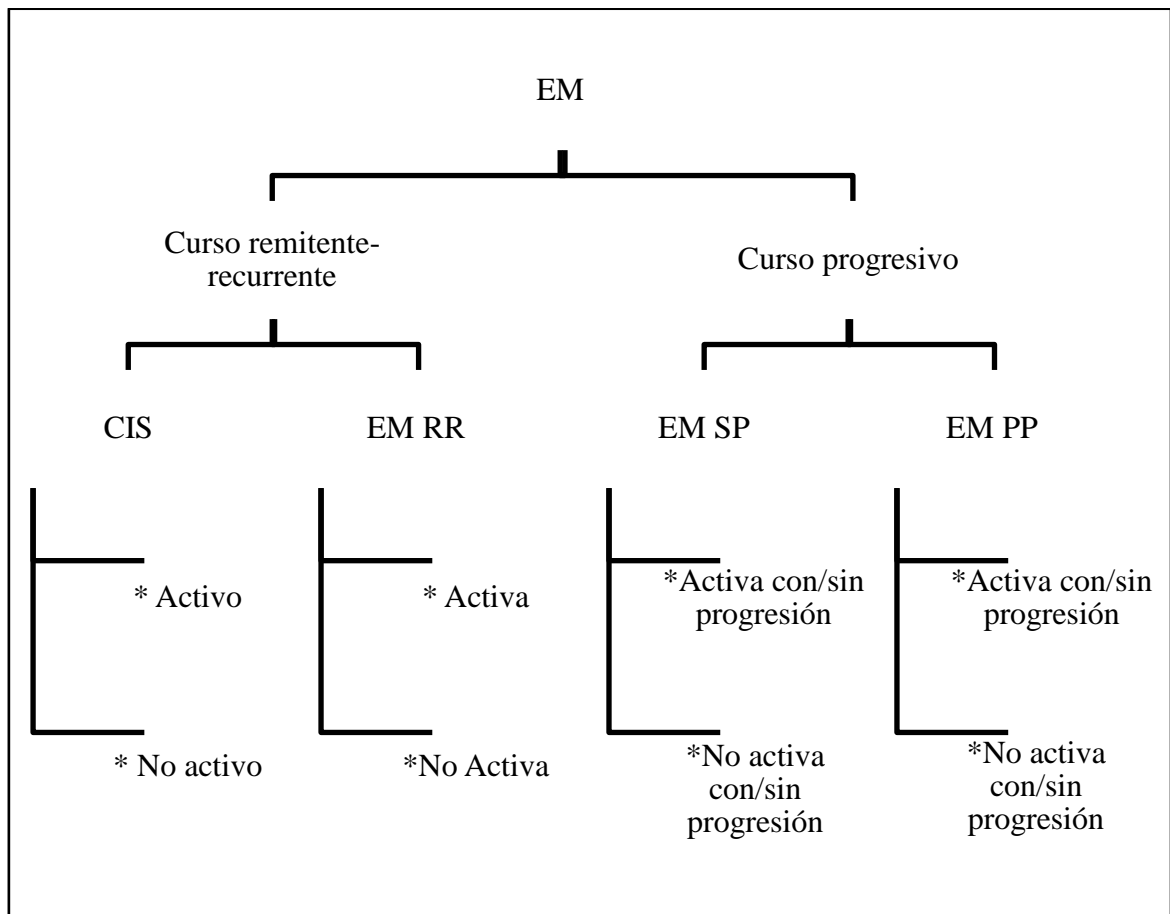 EM
Curso remitente-
recurrente
Curso progresivo
CIS
EM RR
EM SP
EM PP
* Activo
* Activa
*Activa con/sin
progresión
*Activa con/sin
progresión
* No activo
*No Activa
*No activa
con/sin
progresión
*No activa
con/sin
progresión